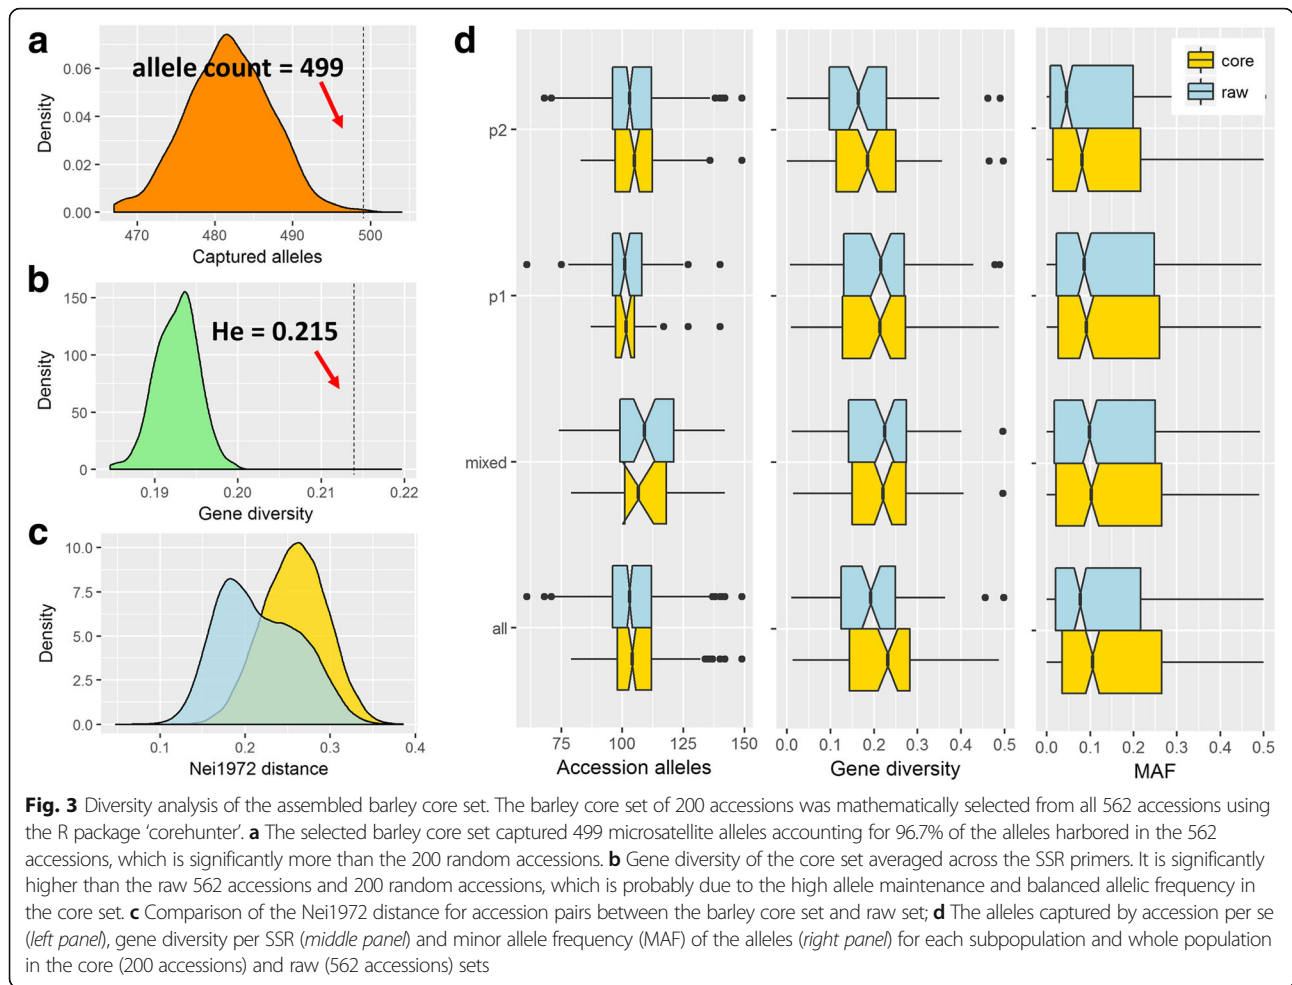 a
allele count = 499
0.06
0.04
0.02
0.00
Density
470
480
490
500
Captured alleles
b
He = 0.215
150
100
50
0
Density
0.19
0.20
0.21
0.22
Gene diversity
c
10.0
7.5
5.0
2.5
0.0
Density
0.1
0.2
0.3
0.4
Nei1972 distance
d
p2
p1
mixed
all
75
100
125
150
Accession alleles
0.0
0.1
0.2
0.3
0.4
0.5
Gene diversity
core
raw
0.0
0.1
0.2
0.3
0.4
0.5
MAF
Fig. 3 Diversity analysis of the assembled barley core set. The barley core set of 200 accessions was mathematically selected from all 562 accessions using
the R package ‘corehunter’. a The selected barley core set captured 499 microsatellite alleles accounting for 96.7% of the alleles harbored in the 562
accessions, which is significantly more than the 200 random accessions. b Gene diversity of the core set averaged across the SSR primers. It is significantly
higher than the raw 562 accessions and 200 random accessions, which is probably due to the high allele maintenance and balanced allelic frequency in
the core set. c Comparison of the Nei1972 distance for accession pairs between the barley core set and raw set; d The alleles captured by accession per se
(left panel), gene diversity per SSR (middle panel) and minor allele frequency (MAF) of the alleles (right panel) for each subpopulation and whole population
in the core (200 accessions) and raw (562 accessions) sets